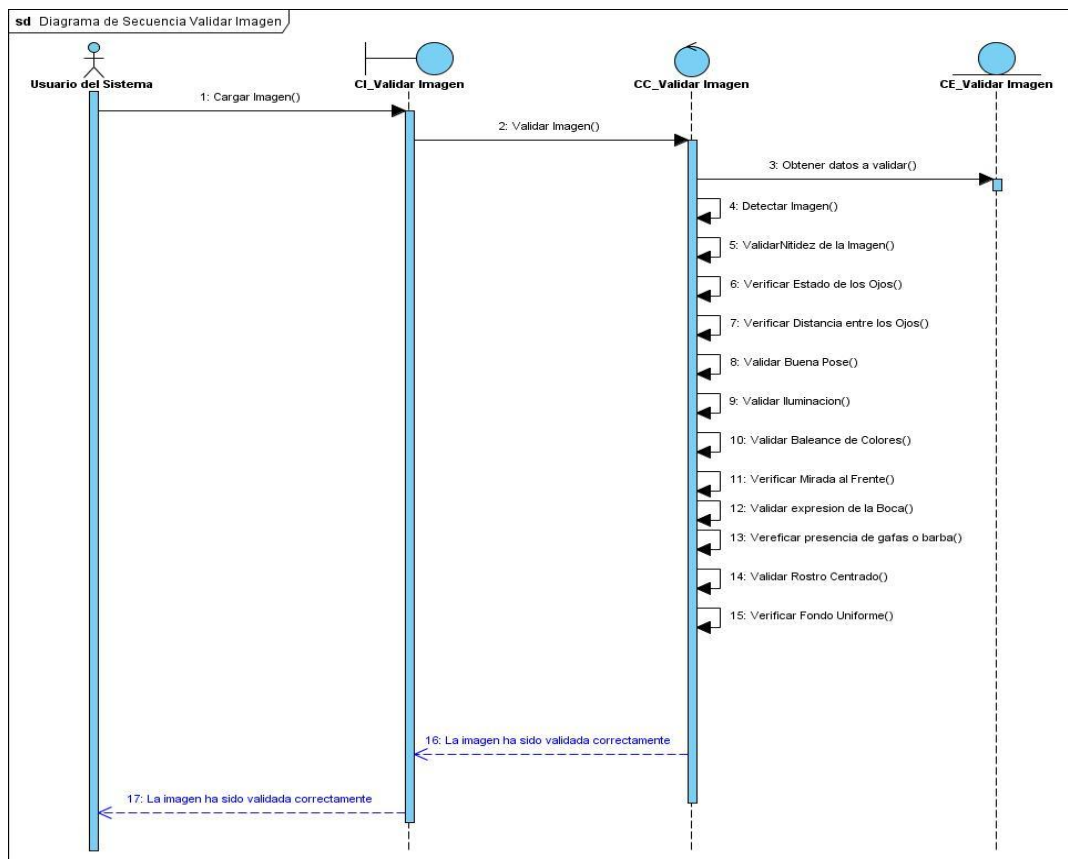 sd Diagrama de Secuencia Validar Imagen
Usuario del Sistema
CI_Validar Imagen
CC_Validar Imagen
CE_Validar Imagen
1: Cargar Imagen()
2: Validar Imagen()
3: Obtener datos a validar()
4: Detectar Imagen()
5: ValidarNitidez de la Imagen()
6: Verificar Estado de los Ojos()
7: Verificar Distancia entre los Ojos()
8: Validar Buena Pose()
9: Validar Iluminacion()
10: Validar Baleance de Colores()
11: Verificar Mirada al Frente()
12: Validar expresion de la Boca()
13: Vereficar presencia de gafas o barba()
14: Validar Rostro Centrado()
15: Verificar Fondo Uniforme()
16: La imagen ha sido validada correctamente
17: La imagen ha sido validada correctamente